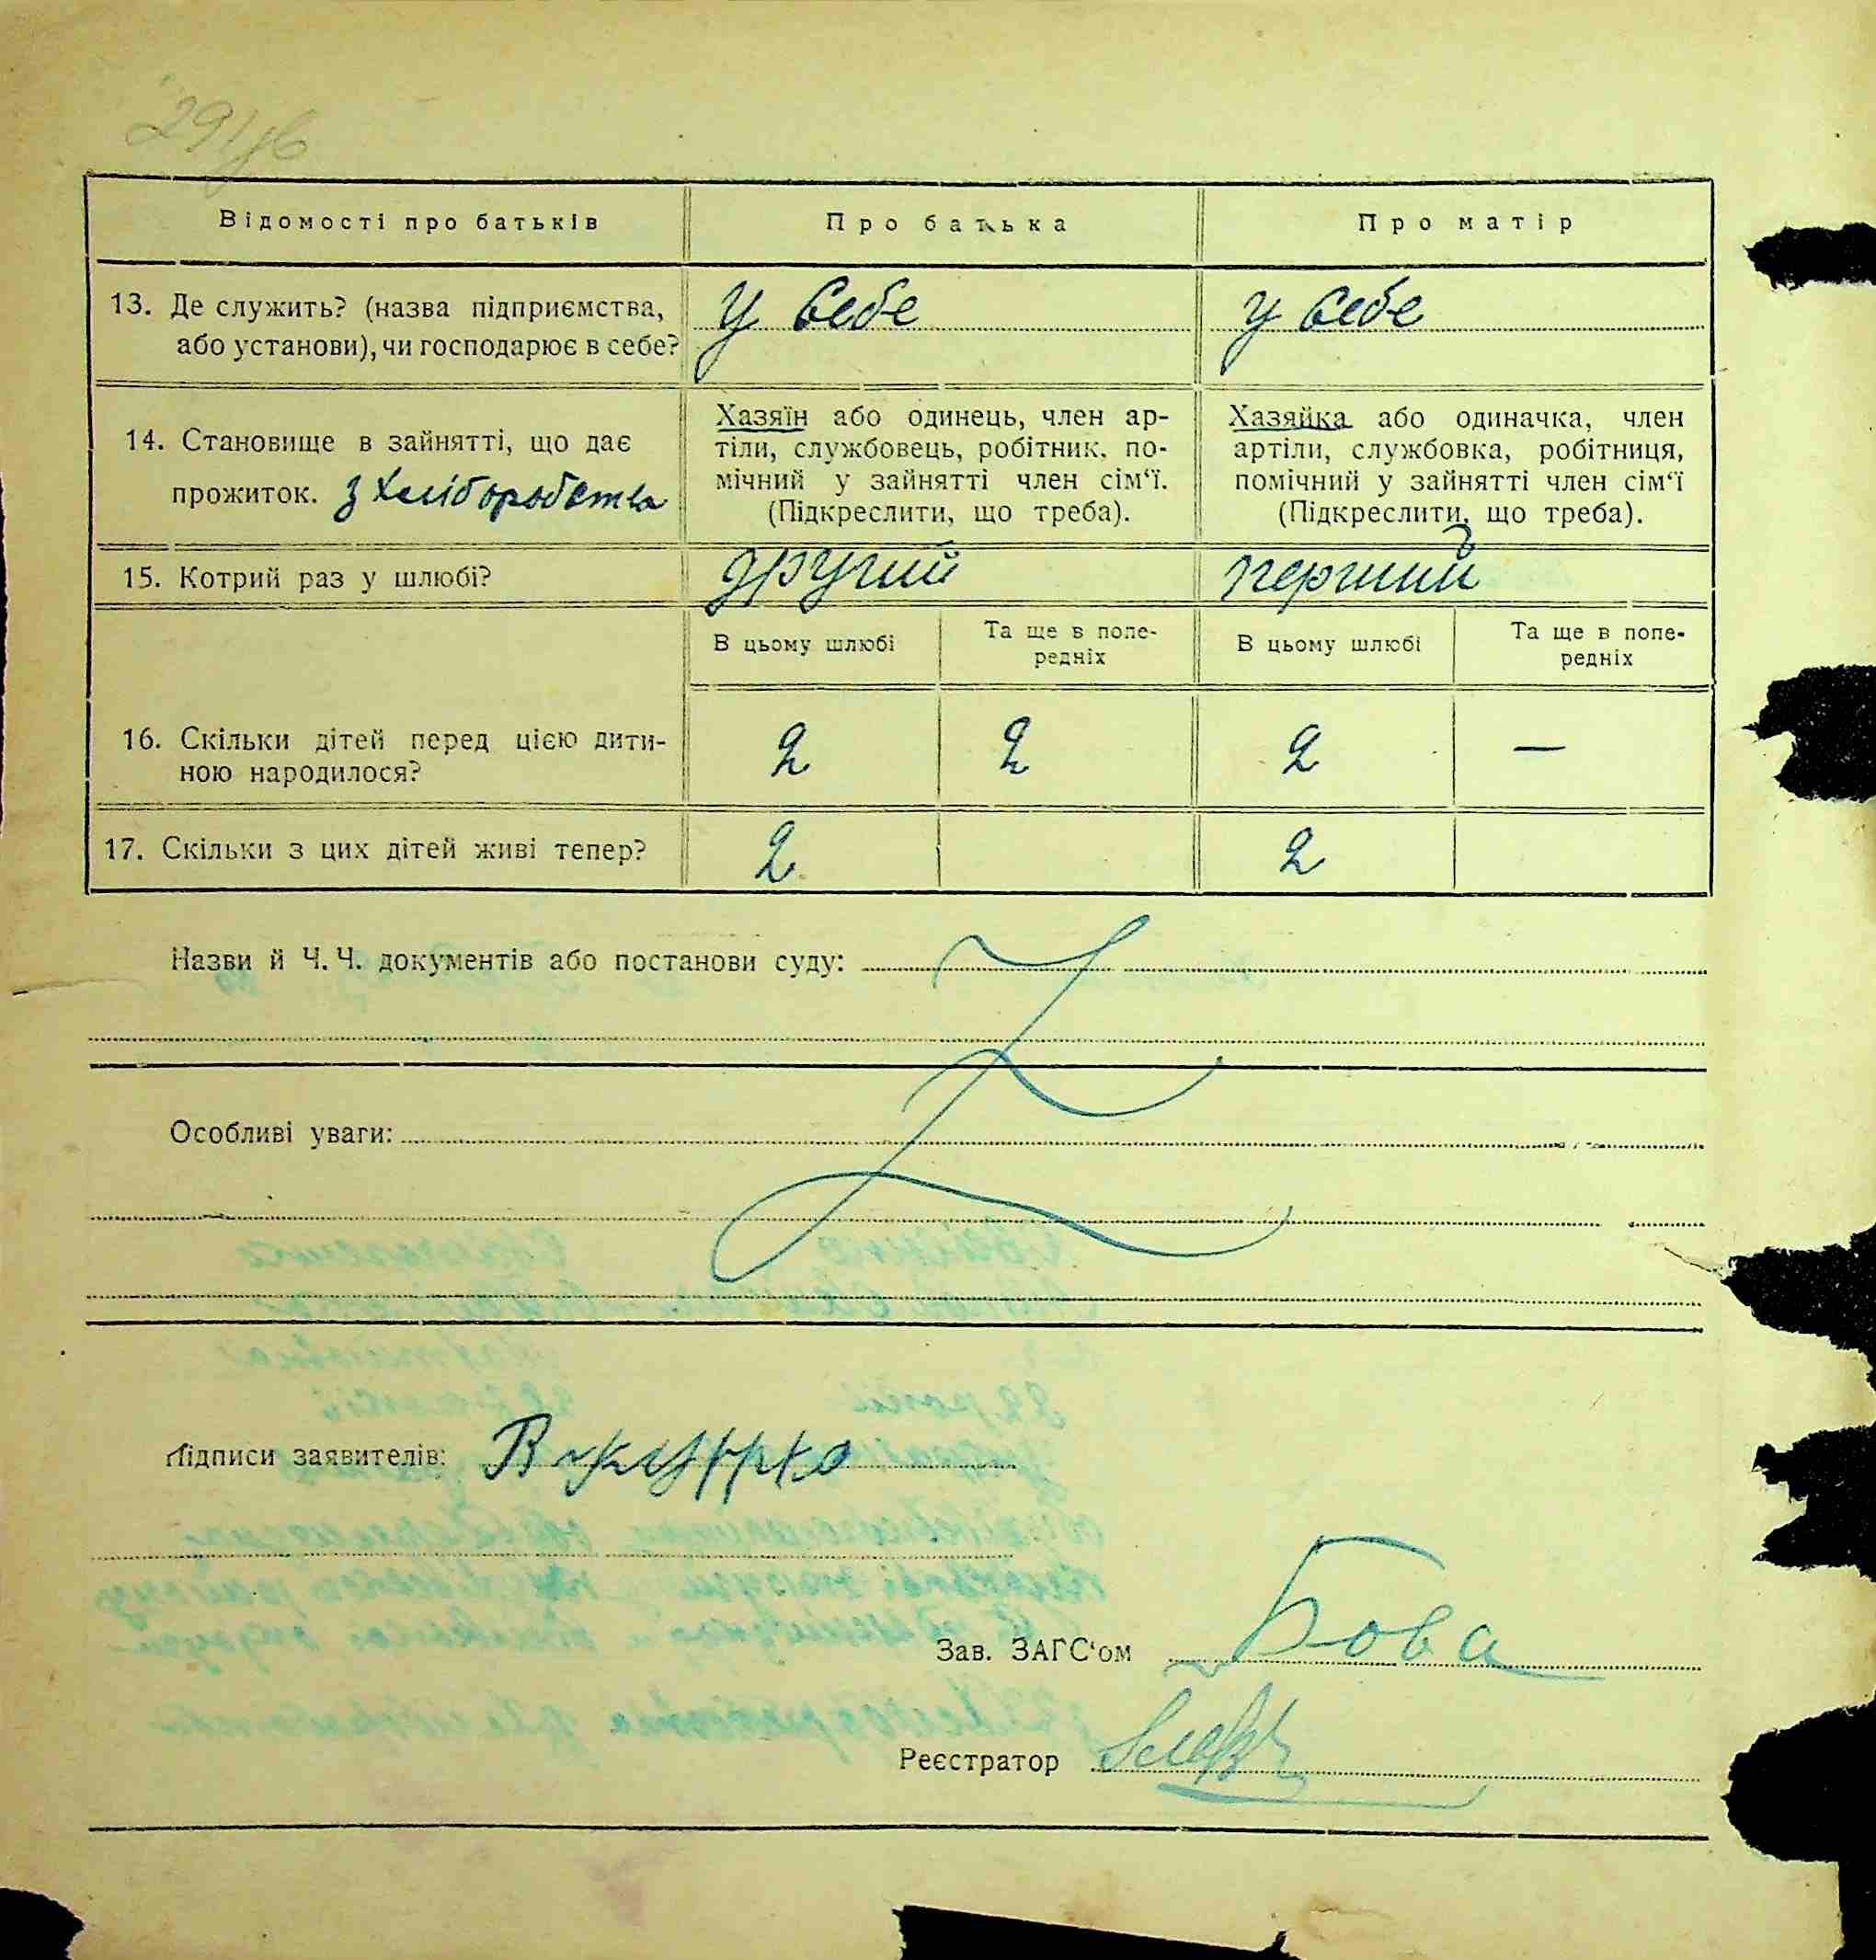 Відомості про батьків
Про батька
Про матір
13. Де служить? (назва підприємства,
або установи), чи господарює в себе?
У себе
у себе
14. Становище в зайнятті, що дає
прожиток. з хліборобства
Хазяїн або одинець, член ар-
тіли, службовець, робітник, по-
мічний у зайнятті член сім‘ї.
(Підкреслити, що треба).
Хазяйка або одиначка, член
артіли, службовка, робітниця,
помічний у зайнятті член сім‘ї
(Підкреслити, що треба).
15. Котрий раз у шлюбі?
другий
перший
В цьому шлюбі
Та ще в попе-
редніх
В цьому шлюбі
Та ще в попе-
редніх
16. Скільки дітей перед цією дити-
ною народилося?
2
2
2
—
17. Скільки з цих дітей живі тепер?
2
2
Назви й Ч.Ч. документів або постанови суду:
Особливі уваги:
Підписи заявителів:
Зав. ЗАГС‘ом Бова
Реєстратор